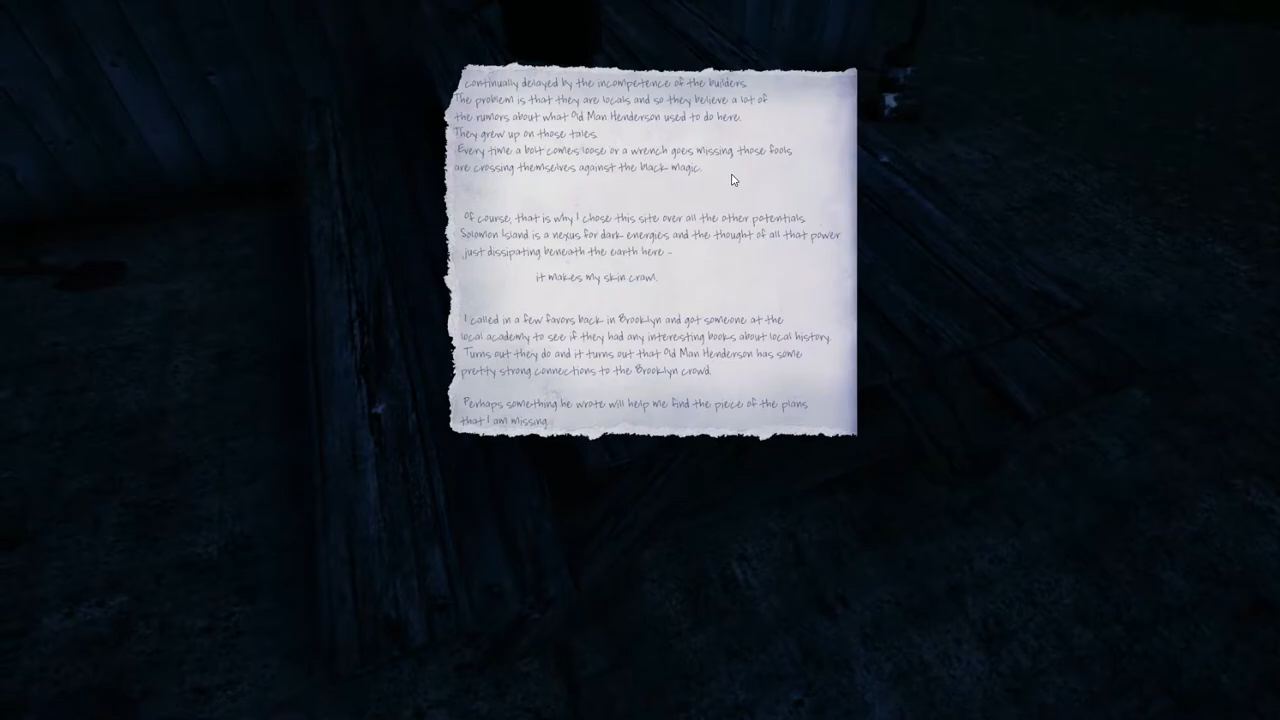 continually delayed by the incompetence of the builders.
The problem is that they are locals and so they believe a lot of
the rumors about what Old Man Henderson used to do here.
They grew up on those tales.
Every time a bolt comes loose or a wrench goes missing, those fools
are crossing themselves against the black magic.
Of course, that is why I chose this site over all the other potentials.
Solomon Island is a nexus for dark energies and the thought of all that power
just dissipating beneath the earth here -
it makes my skin crawl.
I called in a few favors back in Brooklyn and got someone at the
local academy to see if they had any interesting books about local history.
Turns out they do and it turns out that Old Man Henderson has some
pretty strong connections to the Brooklyn crowd.
Perhaps something he wrote will help me find the piece of the plans
that I am missing.